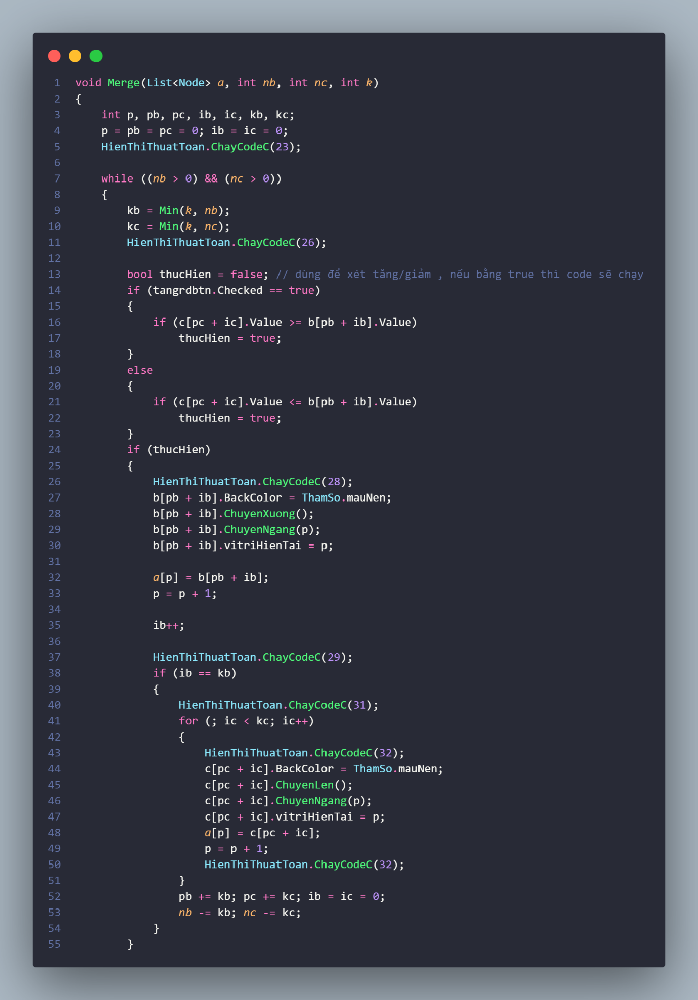 1 void Merge(List<Node> a, int nb, int nc, int k)
2 {
3     int p, pb, pc, ib, ic, kb, kc;
4     p = pb = pc = 0; ib = ic = 0;
5     HienThiThuatToan.ChayCodeC(23);
6
7     while ((nb > 0) && (nc > 0))
8     {
9         kb = Min(k, nb);
10         kc = Min(k, nc);
11         HienThiThuatToan.ChayCodeC(26);
12
13         bool thucHien = false; // dùng để xét tăng/giảm , nếu bằng true thì code sẽ chạy
14         if (tangrdbtn.Checked == true)
15         {
16             if (c[pc + ic].Value >= b[pb + ib].Value)
17                 thucHien = true;
18         }
19         else
20         {
21             if (c[pc + ic].Value <= b[pb + ib].Value)
22                 thucHien = true;
23         }
24         if (thucHien)
25         {
26             HienThiThuatToan.ChayCodeC(28);
27             b[pb + ib].BackColor = ThamSo.mauNen;
28             b[pb + ib].ChuyenXuong();
29             b[pb + ib].ChuyenNgang(p);
30             b[pb + ib].vitriHienTai = p;
31
32             a[p] = b[pb + ib];
33             p = p + 1;
34
35             ib++;
36
37             HienThiThuatToan.ChayCodeC(29);
38             if (ib == kb)
39             {
40                 HienThiThuatToan.ChayCodeC(31);
41                 for (; ic < kc; ic++)
42                 {
43                     HienThiThuatToan.ChayCodeC(32);
44                     c[pc + ic].BackColor = ThamSo.mauNen;
45                     c[pc + ic].ChuyenLen();
46                     c[pc + ic].ChuyenNgang(p);
47                     c[pc + ic].vitriHienTai = p;
48                     a[p] = c[pc + ic];
49                     p = p + 1;
50                     HienThiThuatToan.ChayCodeC(32);
51                 }
52                 pb += kb; pc += kc; ib = ic = 0;
53                 nb -= kb; nc -= kc;
54             }
55         }